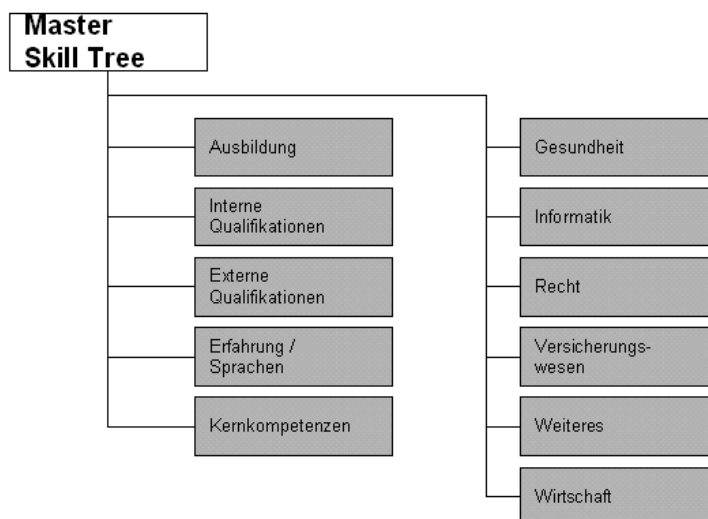 Master
Skill Tree
Ausbildung
Interne
Qualifikationen
Externe
Qualifikationen
Erfahrung /
Sprachen
Kernkompetenzen
Gesundheit
Informatik
Recht
Versicherungs-
wesen
Weiteres
Wirtschaft